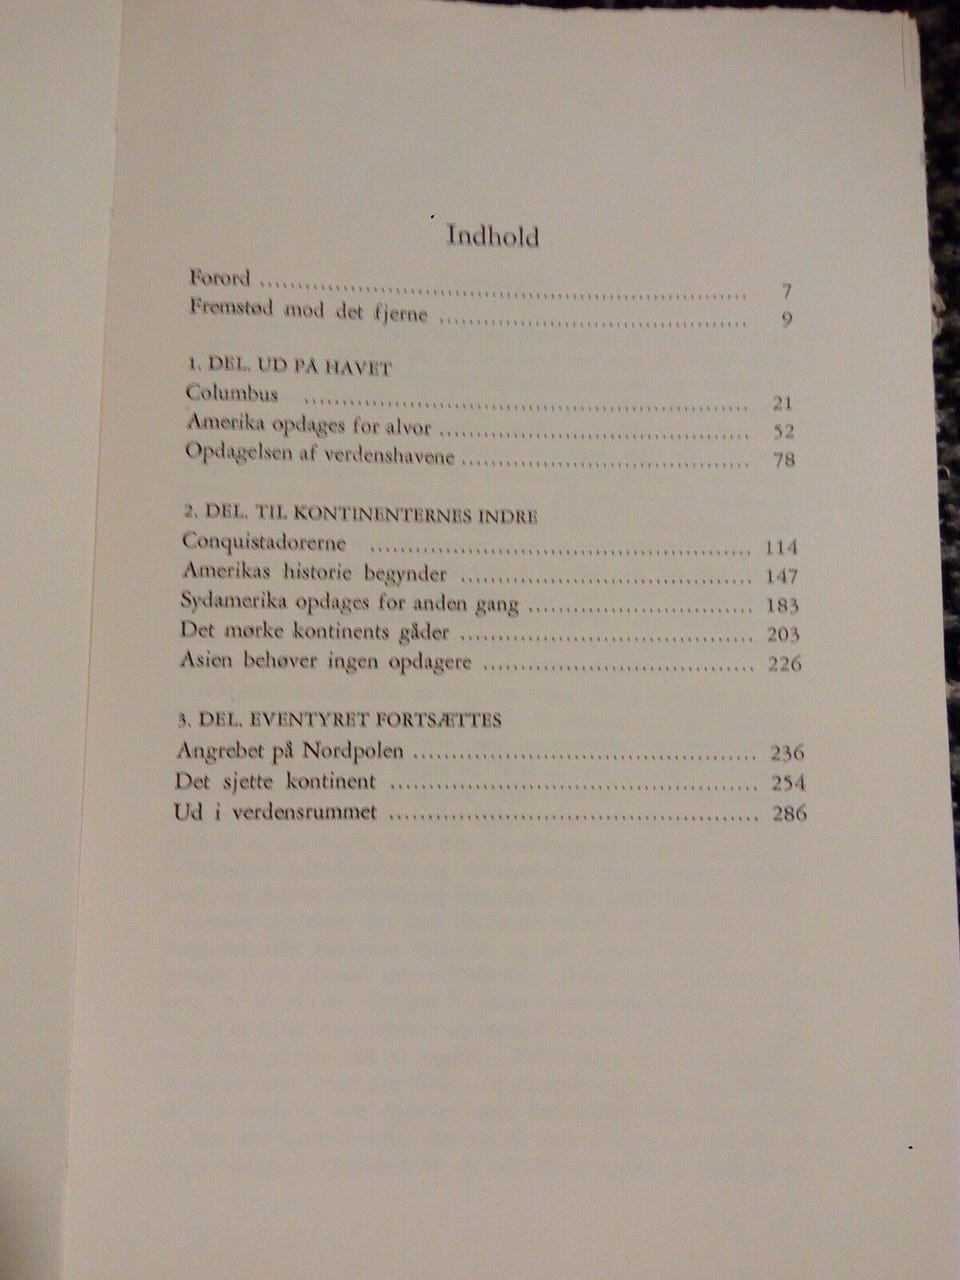 Indhold
Forord ........ 7
Fremstød mod det fjerne ........ 9
1. DEL. UD PÅ HAVET
Columbus ........ 21
Amerika opdages for alvor ........ 52
Opdagelsen af verdenshavene ........ 78
2. DEL. TIL KONTINENTERNES INDRE
Conquistadorerne ........ 114
Amerikas historie begynder ........ 147
Sydamerika opdages for anden gang ........ 183
Det mørke kontinents gåder ........ 203
Asien behøver ingen opdagere ........ 226
3. DEL. EVENTYRET FORTSÆTTES
Angrebet på Nordpolen ........ 236
Det sjette kontinent ........ 254
Ud i verdensrummet ........ 286